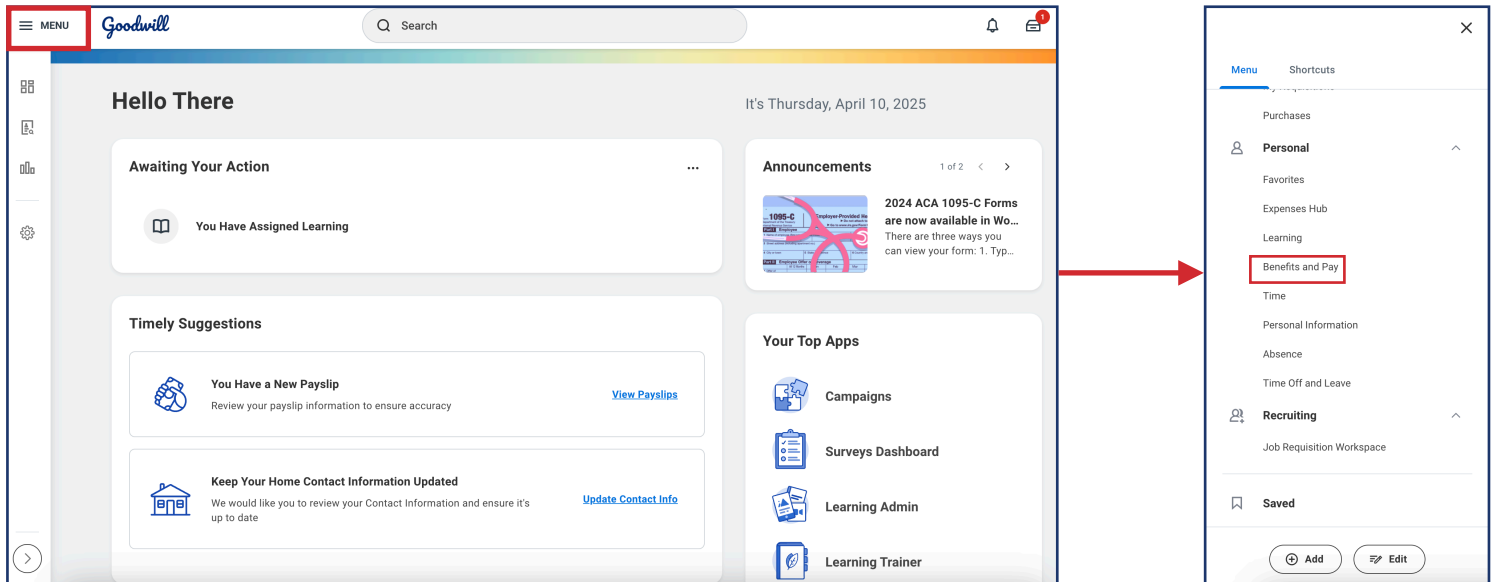 MENU
Goodwill
Search
1
Hello There
It's Thursday, April 10, 2025
Awaiting Your Action
You Have Assigned Learning
Announcements
1 of 2
1095-C
Employer-Provided He
2024 ACA 1095-C Forms
are now available in Wo...
There are three ways you
can view your form: 1. Typ...
Timely Suggestions
You Have a New Payslip
Review your payslip information to ensure accuracy
View Payslips
Keep Your Home Contact Information Updated
We would like you to review your Contact Information and ensure it's
up to date
Update Contact Info
Your Top Apps
Campaigns
Surveys Dashboard
Learning Admin
Learning Trainer
Menu
Shortcuts
Purchases
Personal
Favorites
Expenses Hub
Learning
Benefits and Pay
Time
Personal Information
Absence
Time Off and Leave
Recruiting
Job Requisition Workspace
Saved
Add
Edit